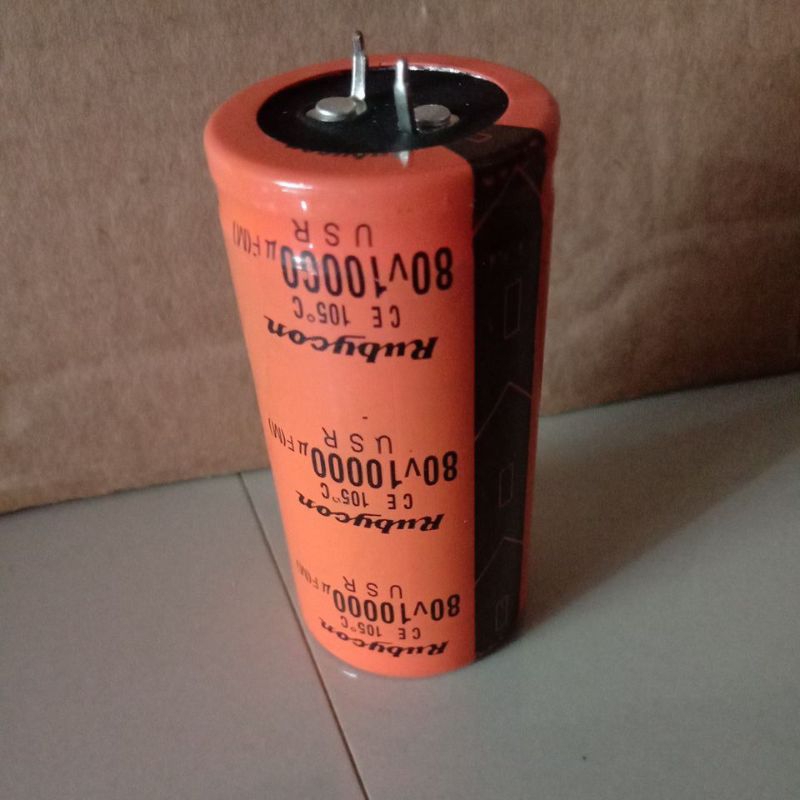 Rubycon
CE 105°C
80v10000μF(M)
USR
Rubycon
CE 105°C
80v10000μF(M)
USR
Rubycon
CE 105°C
80v10000μF(M)
USR